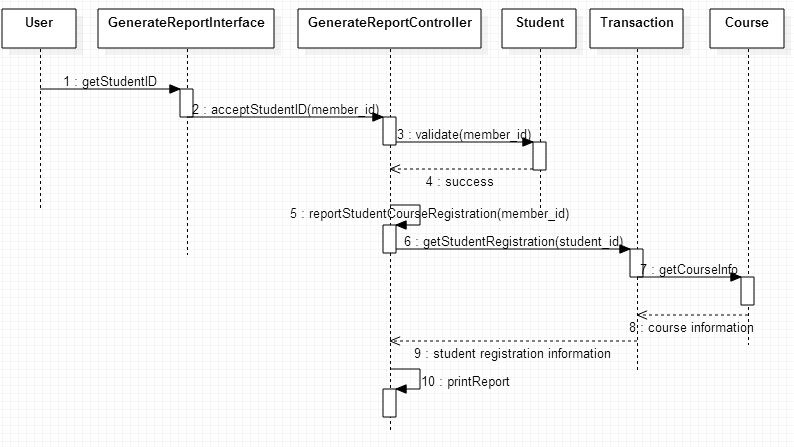 User
GenerateReportInterface
GenerateReportController
Student
Transaction
Course
1 : getStudentID
2 : acceptStudentID(member_id)
3 : validate(member_id)
4 : success
5 : reportStudentCourseRegistration(member_id)
6 : getStudentRegistration(student_id)
7 : getCourseInfo
8 : course information
9 : student registration information
10 : printReport